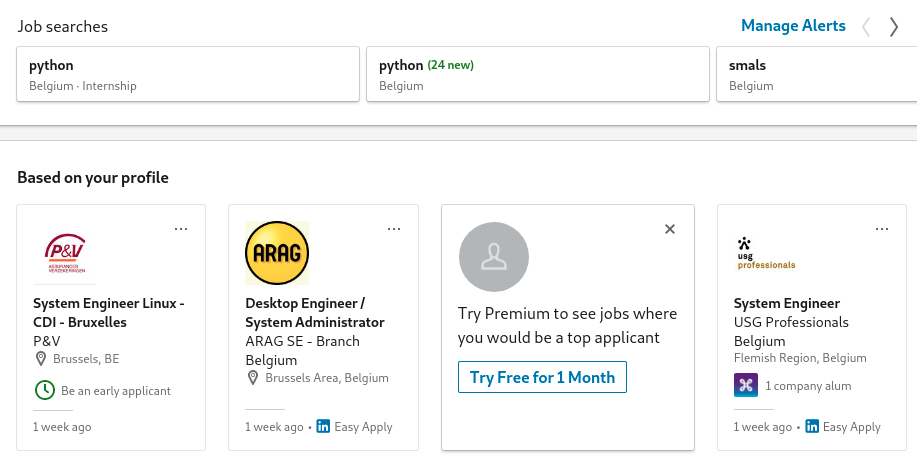 Job searches
Manage Alerts
python
Belgium · Internship
python (24 new)
Belgium
smals
Belgium
Based on your profile
P&V
ASSURANCES
VERZEKERINGEN
System Engineer Linux -
CDI - Bruxelles
P&V
Brussels, BE
Be an early applicant
1 week ago
ARAG
Desktop Engineer /
System Administrator
ARAG SE - Branch
Belgium
Brussels Area, Belgium
1 week ago • in Easy Apply
Try Premium to see jobs where
you would be a top applicant
Try Free for 1 Month
usg
professionals
System Engineer
USG Professionals
Belgium
Flemish Region, Belgium
1 company alum
1 week ago • in Easy Apply